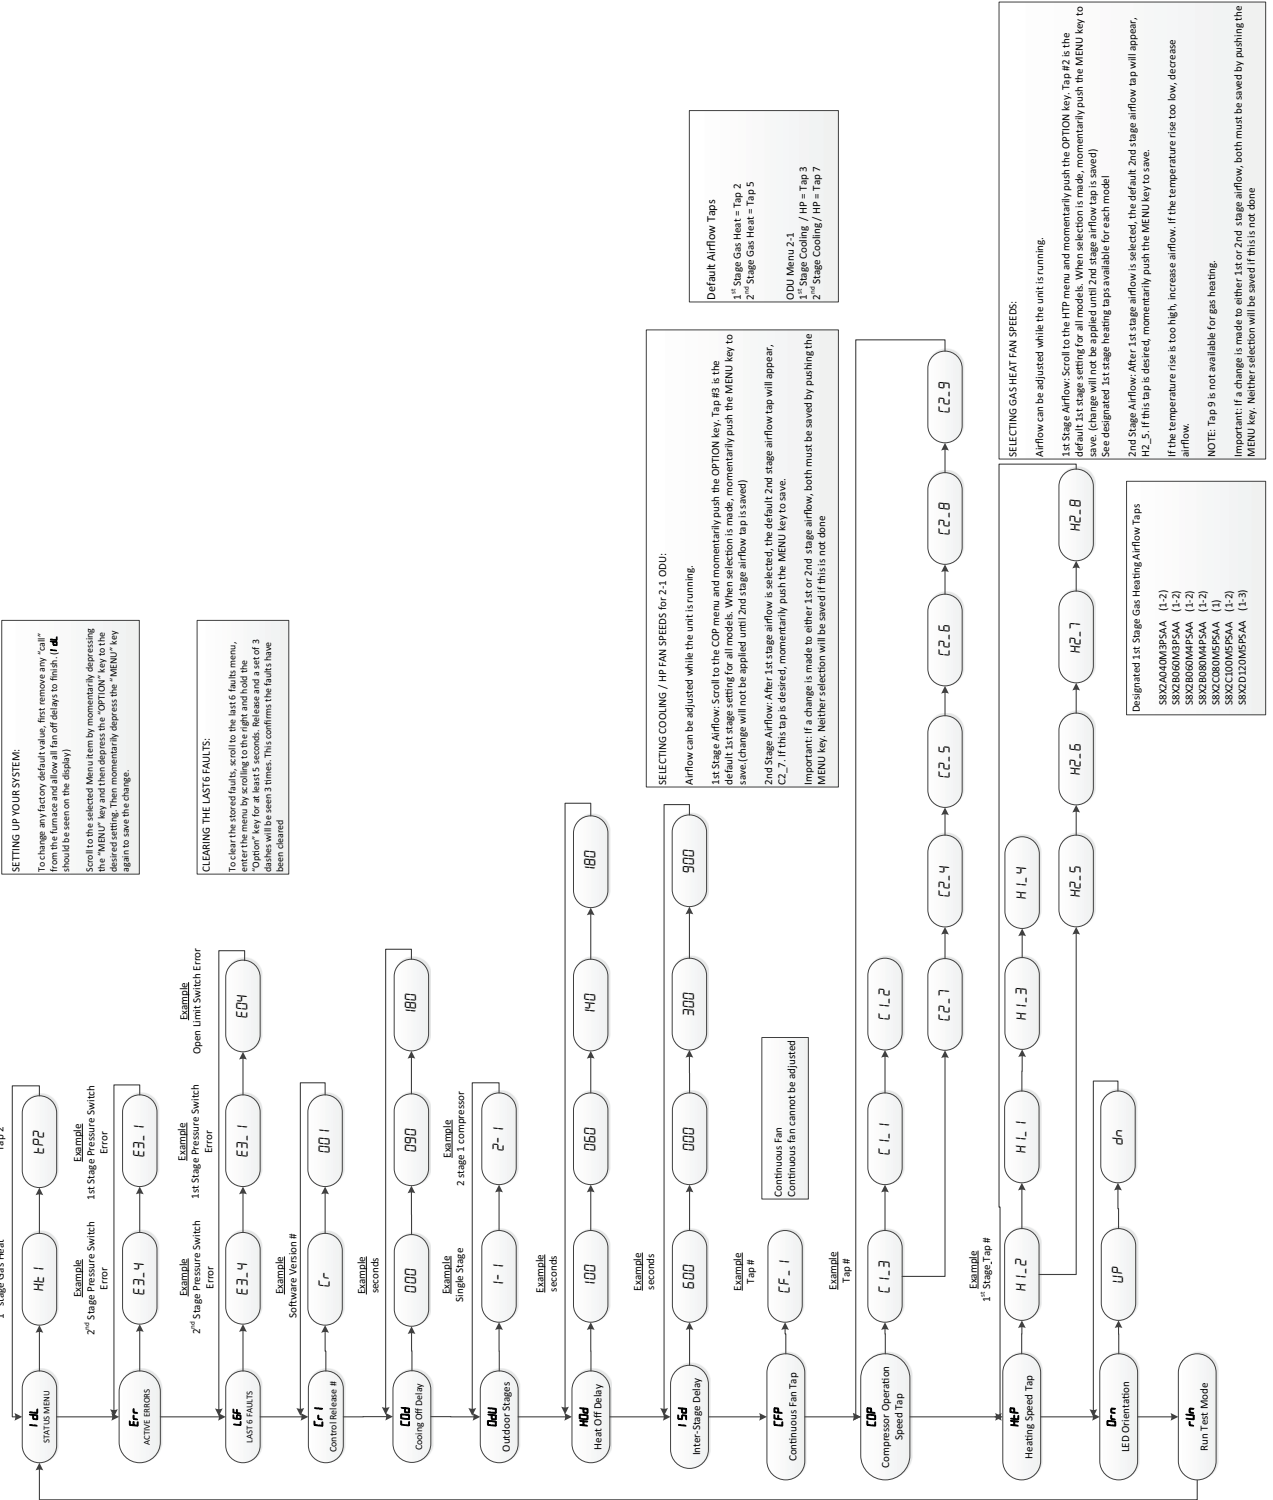 1st stage Gas Heat
Tap 2
IdL
STATUS MENU
Ht 1
tP2
Example
2nd Stage Pressure Switch
Error
Example
1st Stage Pressure Switch
Error
Err
ACTIVE ERRORS
E3_4
E3_1
Example
2nd Stage Pressure Switch
Error
Example
1st Stage Pressure Switch
Error
Example
Open Limit Switch Error
L6F
LAST 6 FAULTS
E3_4
E3_1
E04
Example
Software Version #
Cr 1
Control Release #
Cr
001
Example
seconds
C0d
Cooing Off Delay
000
090
180
Example
Single Stage
Example
2 stage 1 compressor
OdU
Outdoor Stages
1-1
2-1
Example
seconds
H0d
Heat Off Delay
100
060
140
180
Example
seconds
ISd
Inter-Stage Delay
600
000
300
900
Example
Tap #
CFP
Continuous Fan Tap
CF_1
Continuous Fan
Continuous fan cannot be adjusted
Example
Tap #
C0P
Compressor Operation
Speed Tap
C1_3
C1_1
C1_2
C2_7
C2_4
C2_5
C2_6
C2_8
C2_9
Example
1st Stage Tap #
HtP
Heating Speed Tap
H1_2
H1_1
H1_3
H1_4
H2_5
H2_6
H2_7
H2_8
Orn
LED Orientation
UP
dn
rUn
Run Test Mode
SETTING UP YOUR SYSTEM:
To change any factory default value, first remove any "call"
from the furnace and allow all fan off delays to finish. (IdL
should be seen on the display)
Scroll to the selected Menu item by momentarily depressing
the "MENU" key and then depress the "OPTION" key to the
desired setting. Then momentarily depress the "MENU" key
again to save the change.
CLEARING THE LAST 6 FAULTS:
To clear the stored faults, scroll to the last 6 faults menu,
enter the menu by scrolling to the right and hold the
"Option" key for at least 5 seconds. Release and a set of 3
dashes will be seen 3 times. This confirms the faults have
been cleared
SELECTING COOLING / HP FAN SPEEDS for 2-1 ODU:
Airflow can be adjusted while the unit is running.
1st Stage Airflow: Scroll to the COP menu and momentarily push the OPTION key. Tap #3 is the
default 1st stage setting for all models. When selection is made, momentarily push the MENU key to
save.(change will not be applied until 2nd stage airflow tap is saved)
2nd Stage Airflow: After 1st stage airflow is selected, the default 2nd stage airflow tap will appear,
C2_7. If this tap is desired, momentarily push the MENU key to save.
Important: If a change is made to either 1st or 2nd stage airflow, both must be saved by pushing the
MENU key. Neither selection will be saved if this is not done
Default Airflow Taps
1st Stage Gas Heat = Tap 2
2nd Stage Gas Heat = Tap 5
ODU Menu 2-1
1st Stage Cooling / HP = Tap 3
2nd Stage Cooling/ HP = Tap 7
Designated 1st Stage Gas Heating Airflow Taps
S8X2A040M3PSAA (1-2)
S8X2B060M3PSAA (1-2)
S8X2B060M4PSAA (1-2)
S8X2B080M4PSAA (1-2)
S8X2C080M5PSAA (1)
S8X2C100M5PSAA (1-2)
S8X2D120M5PSAA (1-3)
SELECTING GAS HEAT FAN SPEEDS:
Airflow can be adjusted while the unit is running.
1st Stage Airflow: Scroll to the HTP menu and momentarily push the OPTION key. Tap #2 is the
default 1st stage setting for all models. When selection is made, momentarily push the MENU key to
save. (change will not be applied until 2nd stage airflow tap is saved)
See designated 1st stage heating taps available for each model
2nd Stage Airflow: After 1st stage airflow is selected, the default 2nd stage airflow tap will appear,
H2_5. If this tap is desired, momentarily push the MENU key to save.
If the temperature rise is too high, increase airflow. If the temperature rise too low, decrease
airflow.
NOTE: Tap 9 is not available for gas heating.
Important: If a change is made to either 1st or 2nd stage airflow, both must be saved by pushing the
MENU key. Neither selection will be saved if this is not done